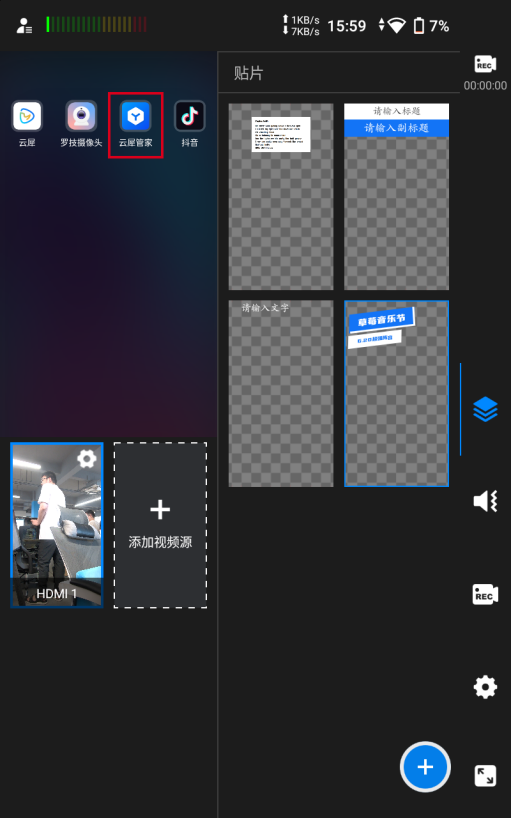 1KB/s
7KB/s
15:59
7%
REC
00:00:00
贴片
云犀
罗技摄像头
云犀管家
抖音
请输入标题
请输入副标题
请输入文字
草莓音乐节
HDMI 1
添加视频源
REC